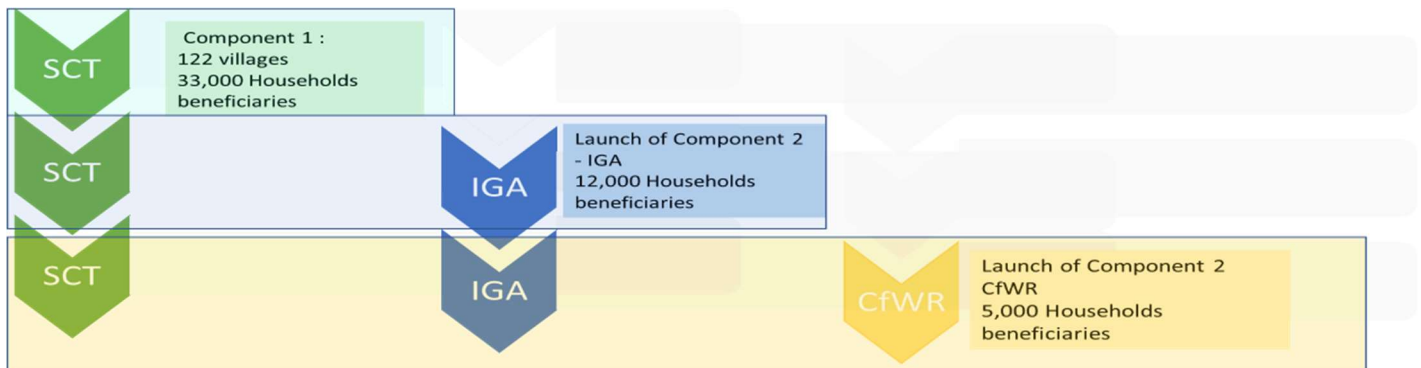 SCT
Component 1 :
122 villages
33,000 Households
beneficiaries
SCT
IGA
Launch of Component 2
- IGA
12,000 Households
beneficiaries
SCT
IGA
CfWR
Launch of Component 2
CfWR
5,000 Households
beneficiaries